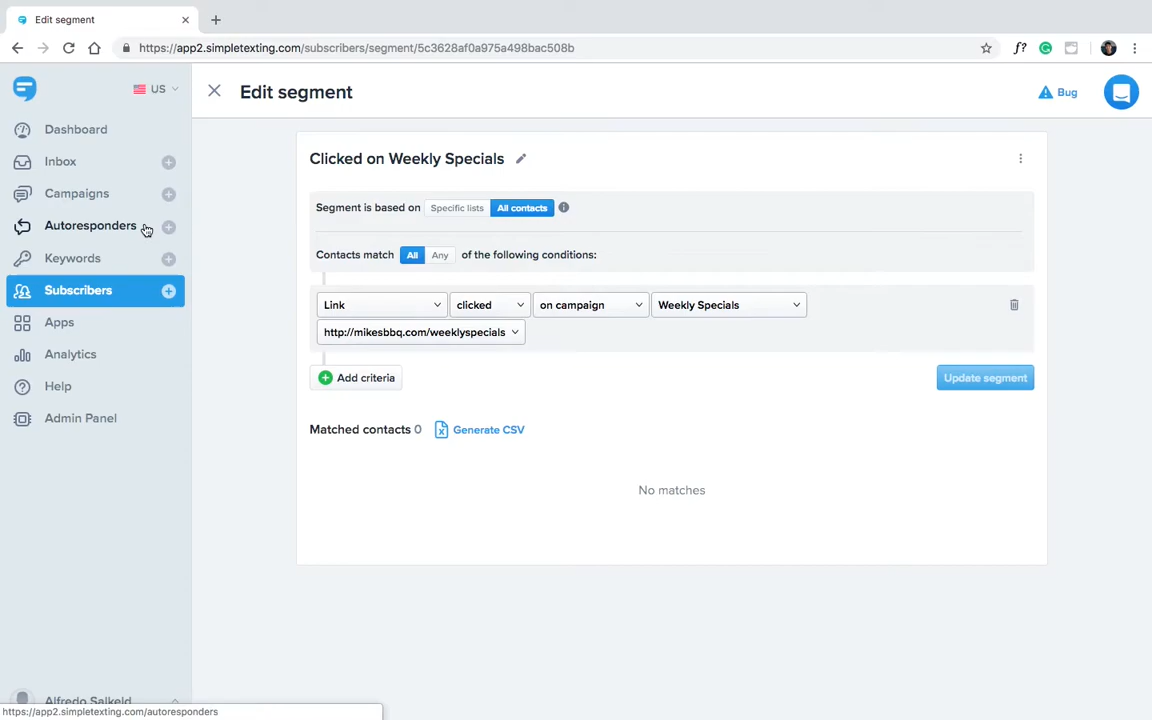 Edit segment
https://app2.simpletexting.com/subscribers/segment/5c3628af0a975a498bac508b
f?
US
Edit segment
Bug
Dashboard
Inbox
Campaigns
Autoresponders
Keywords
Subscribers
Apps
Analytics
Help
Admin Panel
Alfredo Salkeld
https://app2.simpletexting.com/autoresponders
Clicked on Weekly Specials
Segment is based on Specific lists All contacts
Contacts match All Any of the following conditions:
Link clicked on campaign Weekly Specials
http://mikesbbq.com/weeklyspecials
Add criteria Update segment
Matched contacts 0 Generate CSV
No matches